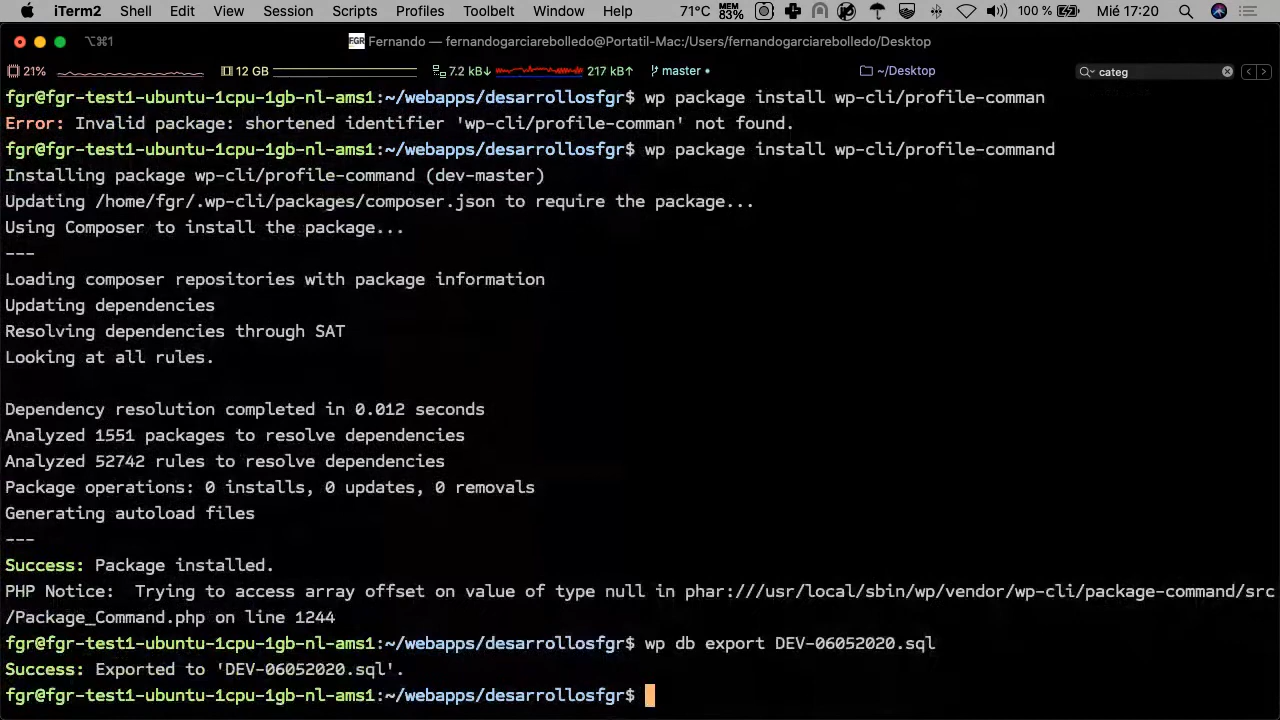 iTerm2 Shell Edit View Session Scripts Profiles Toolbelt Window Help 71°C MEM 83% 100 % Mié 17:20
⌥⌘1 FGR Fernando — fernandogarciarebolledo@Portatil-Mac:/Users/fernandogarciarebolledo/Desktop
21% 12 GB 7.2 kB↓ 217 kB↑ master • ~/Desktop categ
fgr@fgr-test1-ubuntu-1cpu-1gb-nl-ams1:~/webapps/desarrollosfgr$ wp package install wp-cli/profile-comman
Error: Invalid package: shortened identifier 'wp-cli/profile-comman' not found.
fgr@fgr-test1-ubuntu-1cpu-1gb-nl-ams1:~/webapps/desarrollosfgr$ wp package install wp-cli/profile-command
Installing package wp-cli/profile-command (dev-master)
Updating /home/fgr/.wp-cli/packages/composer.json to require the package...
Using Composer to install the package...
---
Loading composer repositories with package information
Updating dependencies
Resolving dependencies through SAT
Looking at all rules.
Dependency resolution completed in 0.012 seconds
Analyzed 1551 packages to resolve dependencies
Analyzed 52742 rules to resolve dependencies
Package operations: 0 installs, 0 updates, 0 removals
Generating autoload files
---
Success: Package installed.
PHP Notice:  Trying to access array offset on value of type null in phar:///usr/local/sbin/wp/vendor/wp-cli/package-command/src
/Package_Command.php on line 1244
fgr@fgr-test1-ubuntu-1cpu-1gb-nl-ams1:~/webapps/desarrollosfgr$ wp db export DEV-06052020.sql
Success: Exported to 'DEV-06052020.sql'.
fgr@fgr-test1-ubuntu-1cpu-1gb-nl-ams1:~/webapps/desarrollosfgr$